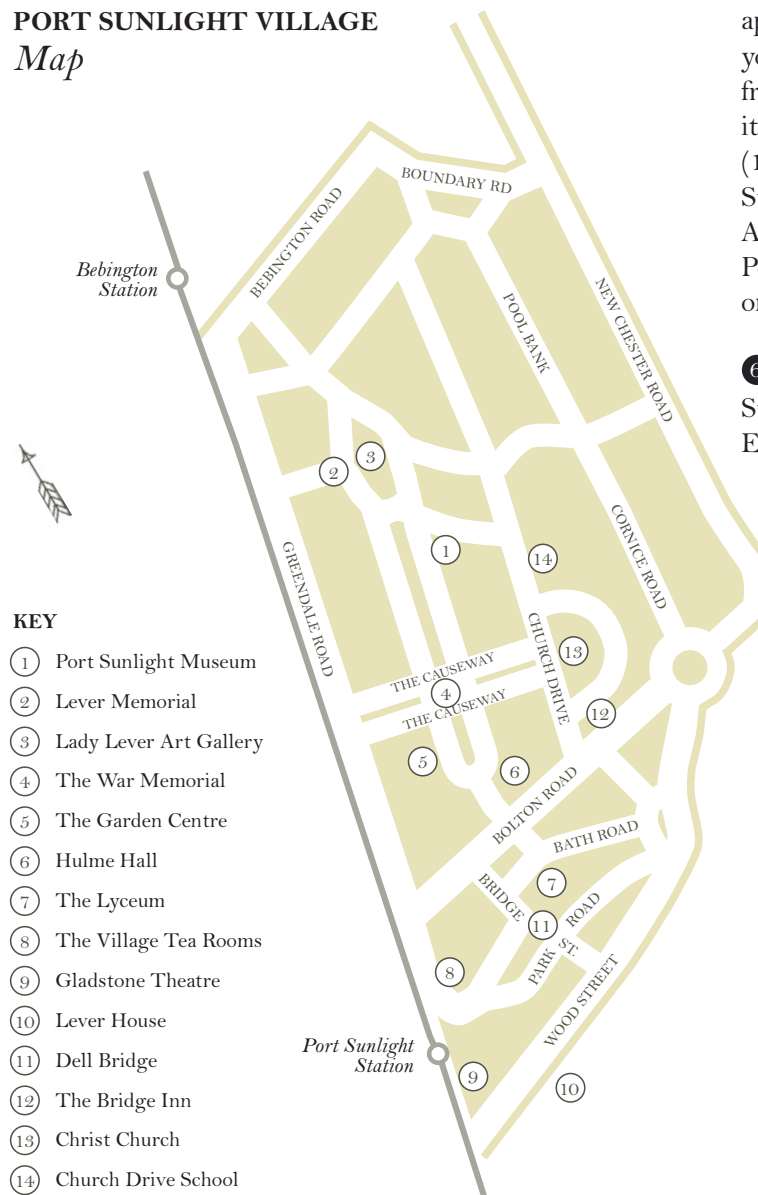 PORT SUNLIGHT VILLAGE
Map
Bebington
Station
BEBINGTON ROAD
BOUNDARY RD
POOL BANK
NEW CHESTER ROAD
2
3
1
14
GREENDALE ROAD
CORNICE ROAD
CHURCH DRIVE
13
THE CAUSEWAY
4
THE CAUSEWAY
12
5
6
BOLTON ROAD
BATH ROAD
7
BRIDGE
ST.
11
PARK ROAD
8
WOOD STREET
Port Sunlight
Station
9
10
KEY
1 Port Sunlight Museum
2 Lever Memorial
3 Lady Lever Art Gallery
4 The War Memorial
5 The Garden Centre
6 Hulme Hall
7 The Lyceum
8 The Village Tea Rooms
9 Gladstone Theatre
10 Lever House
11 Dell Bridge
12 The Bridge Inn
13 Christ Church
14 Church Drive School